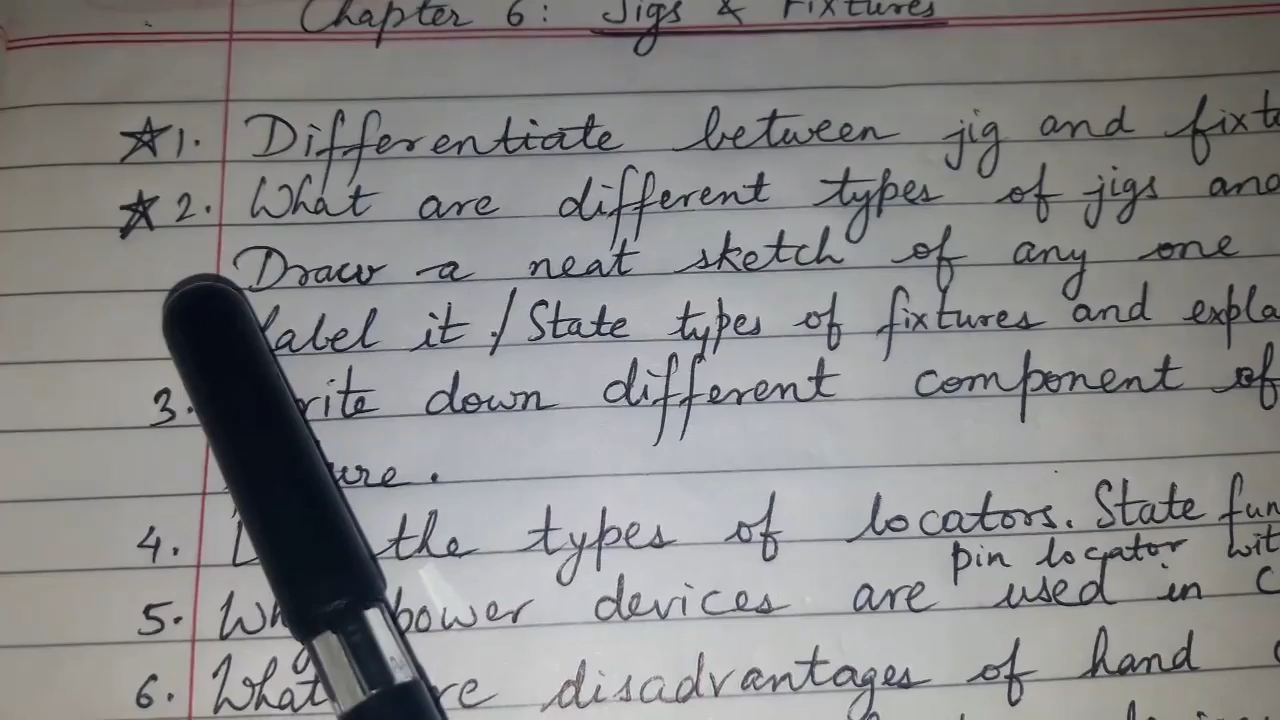 Chapter 6: Jigs & Fixtures
★1. Differentiate between jig and fixt
★2. What are different types of jigs and
Draw a neat sketch of any one
label it./State types of fixtures and expla
3. rite down different component of
ure.
4. the types of locators. State fun
pin locator wit
5. Wh power devices are used in C
6. What re disadvantages of hand